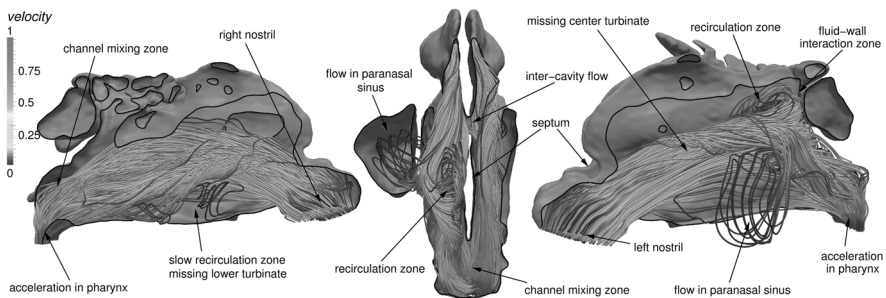 velocity
1
0.75
0.25
0
channel mixing zone
right nostril
slow recirculation zone
missing lower turbinate
acceleration in pharynx
flow in paranasal
sinus
inter−cavity flow
septum
recirculation zone
channel mixing zone
missing center turbinate
recirculation zone
fluid−wall
interaction zone
left nostril
flow in paranasal sinus
acceleration
in pharynx